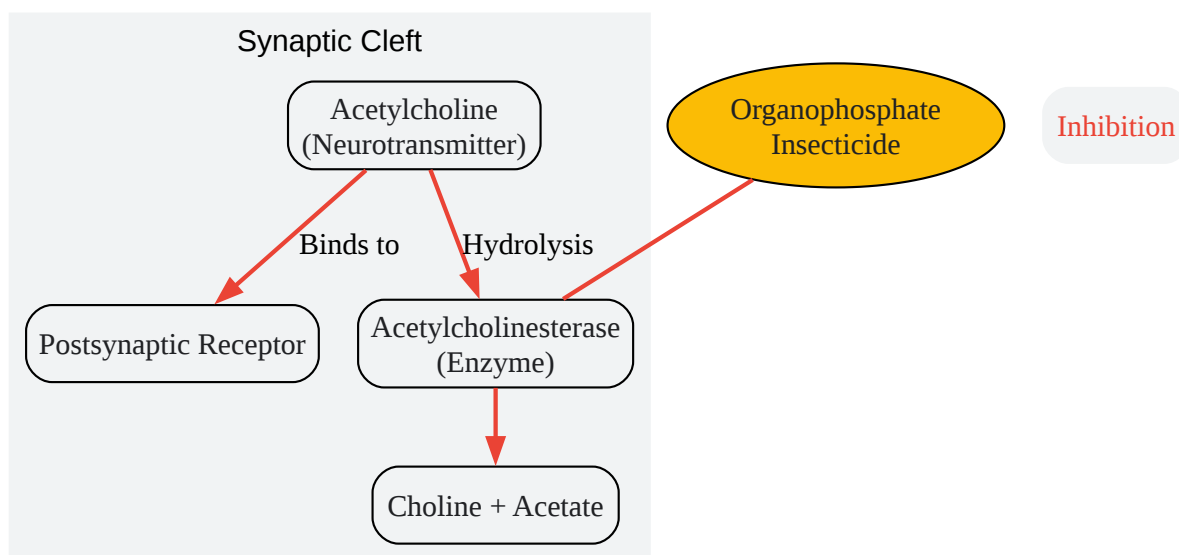 Synaptic Cleft
Acetylcholine
(Neurotransmitter)
Organophosphate
Insecticide
Inhibition
Binds to
Hydrolysis
Postsynaptic Receptor
Acetylcholinesterase
(Enzyme)
Choline + Acetate